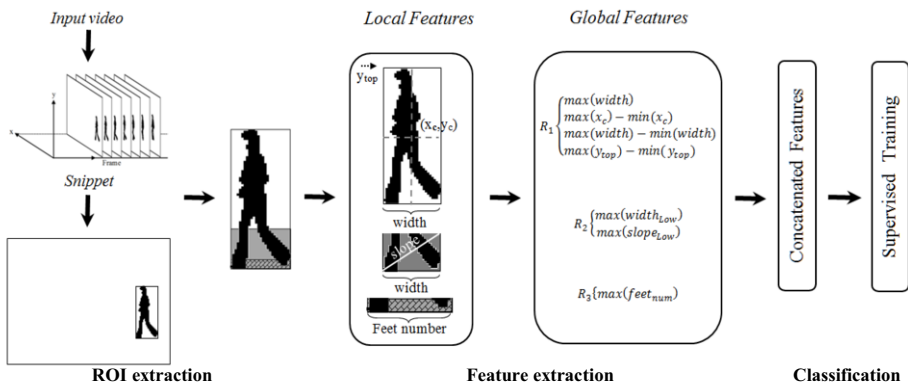 Input video
y
x
Frame
Snippet
ROI extraction
Local Features
y_top
(x_c, y_c)
width
slope
width
Feet number
Feature extraction
Global Features
R_1 { max(width)
max(x_c) − min(x_c)
max(width) − min(width)
max(y_top) − min(y_top)
R_2 { max(width_Low)
max(slope_Low)
R_3{max(feet_num)
Concatenated Features
Supervised Training
Classification